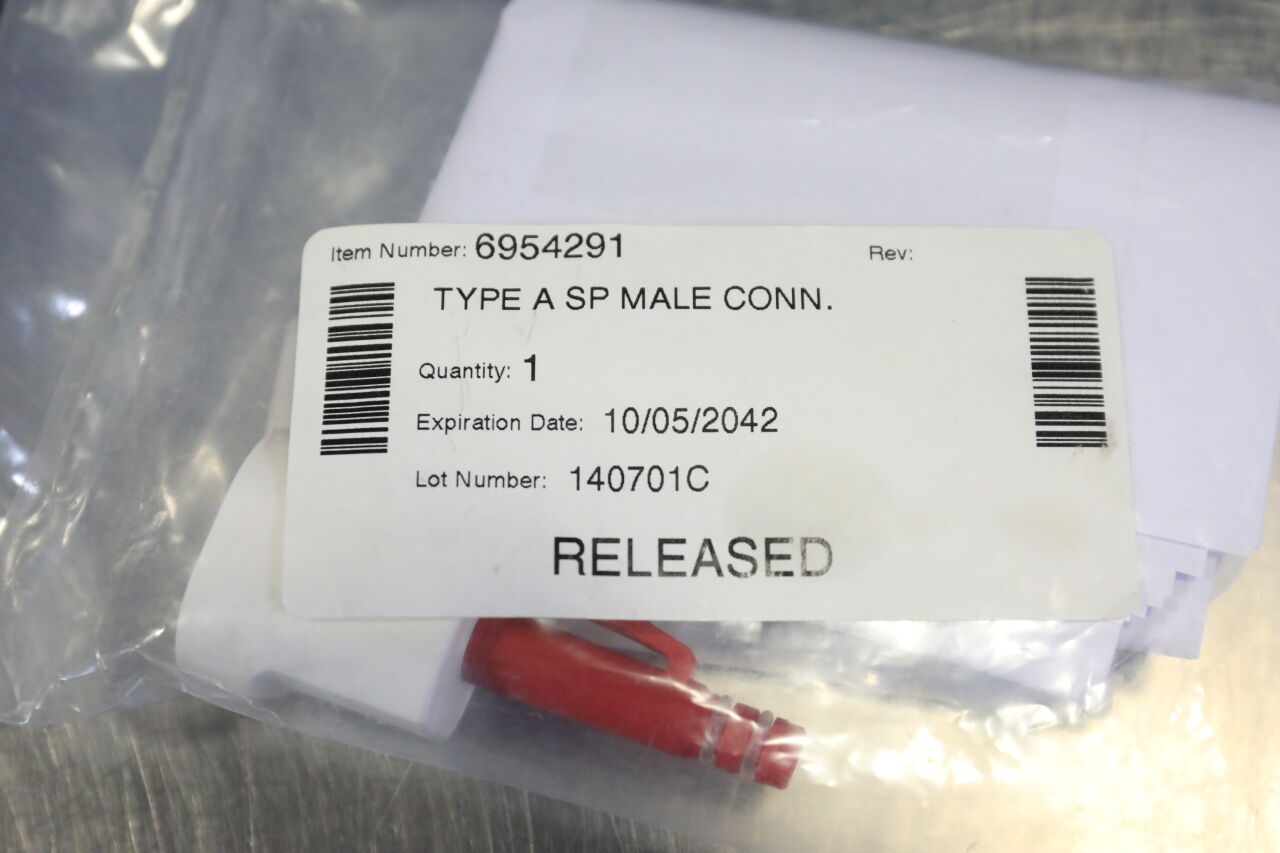 Item Number: 6954291 Rev:
TYPE A SP MALE CONN.
Quantity: 1
Expiration Date: 10/05/2042
Lot Number: 140701C
RELEASED